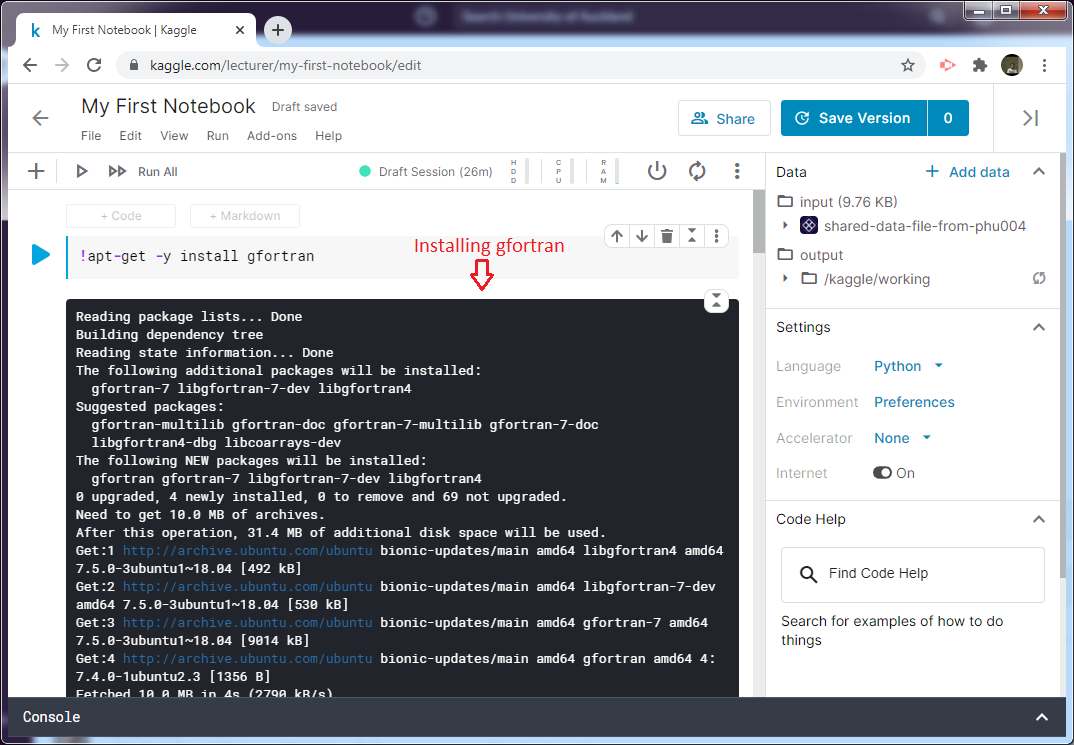 My First Notebook | Kaggle
Search University of Auckland
kaggle.com/lecturer/my-first-notebook/edit
My First Notebook Draft saved
File Edit View Run Add-ons Help
Share
Save Version 0
Run All
Draft Session (26m)
HDD
CPU
RAM
+ Code
+ Markdown
!apt-get -y install gfortran
Installing gfortran
Reading package lists... Done
Building dependency tree
Reading state information... Done
The following additional packages will be installed:
gfortran-7 libgfortran-7-dev libgfortran4
Suggested packages:
gfortran-multilib gfortran-doc gfortran-7-multilib gfortran-7-doc
libgfortran4-dbg libcoarrays-dev
The following NEW packages will be installed:
gfortran gfortran-7 libgfortran-7-dev libgfortran4
0 upgraded, 4 newly installed, 0 to remove and 69 not upgraded.
Need to get 10.0 MB of archives.
After this operation, 31.4 MB of additional disk space will be used.
Get:1 http://archive.ubuntu.com/ubuntu bionic-updates/main amd64 libgfortran4 amd64
7.5.0-3ubuntu1~18.04 [492 kB]
Get:2 http://archive.ubuntu.com/ubuntu bionic-updates/main amd64 libgfortran-7-dev
amd64 7.5.0-3ubuntu1~18.04 [530 kB]
Get:3 http://archive.ubuntu.com/ubuntu bionic-updates/main amd64 gfortran-7 amd64
7.5.0-3ubuntu1~18.04 [9014 kB]
Get:4 http://archive.ubuntu.com/ubuntu bionic-updates/main amd64 gfortran amd64 4:
7.4.0-1ubuntu2.3 [1356 B]
Fetched 10.0 MB in 4s (2790 kB/s)
Data
+ Add data
input (9.76 KB)
shared-data-file-from-phu004
output
/kaggle/working
Settings
Language Python
Environment Preferences
Accelerator None
Internet On
Code Help
Find Code Help
Search for examples of how to do
things
Console